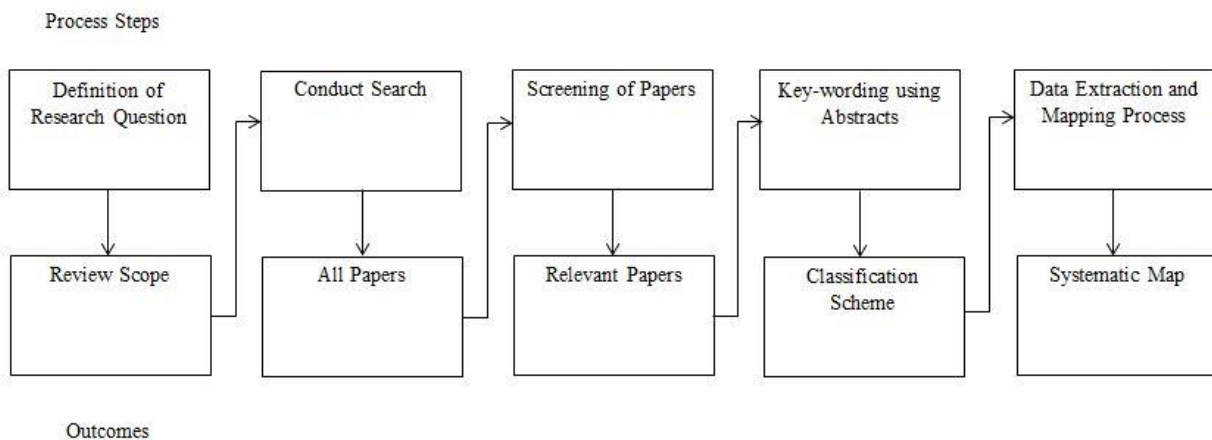 Process Steps
Definition of
Research Question
Conduct Search
Screening of Papers
Key-wording using
Abstracts
Data Extraction and
Mapping Process
Review Scope
All Papers
Relevant Papers
Classification
Scheme
Systematic Map
Outcomes